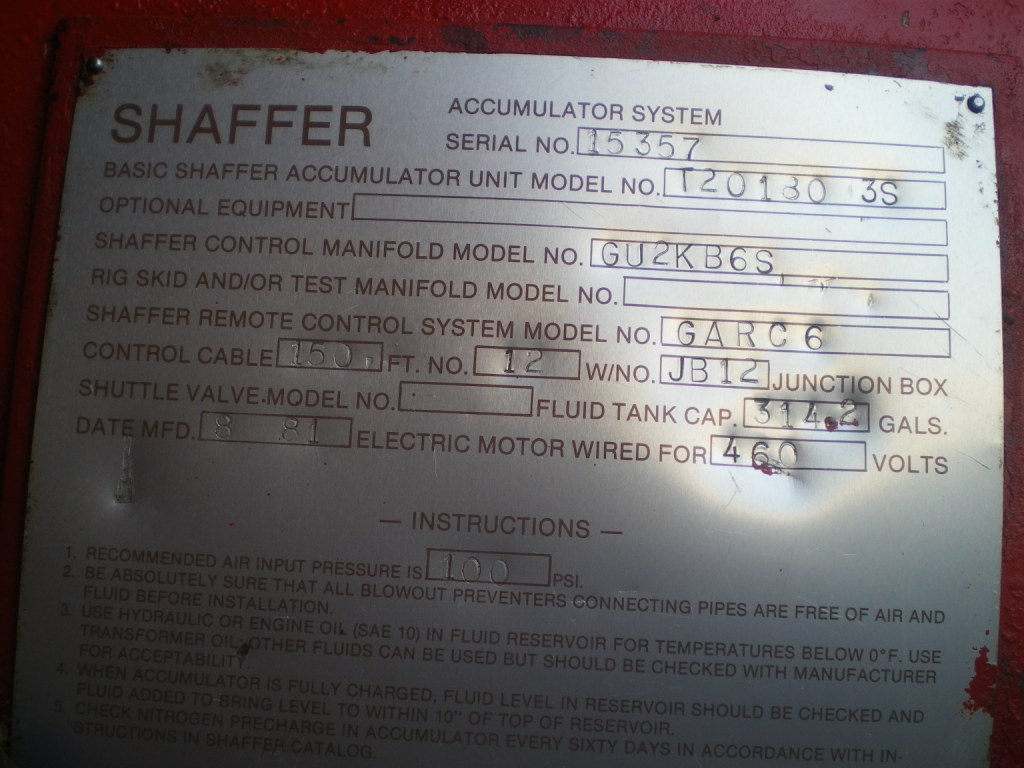 SHAFFER
ACCUMULATOR SYSTEM
SERIAL NO. 15357
BASIC SHAFFER ACCUMULATOR UNIT MODEL NO. T20180 3S
OPTIONAL EQUIPMENT
SHAFFER CONTROL MANIFOLD MODEL NO. GU2KB6S
RIG SKID AND/OR TEST MANIFOLD MODEL NO.
SHAFFER REMOTE CONTROL SYSTEM MODEL NO. GARC6
CONTROL CABLE 150 FT. NO. 12 W/NO. JB12 JUNCTION BOX
SHUTTLE VALVE-MODEL NO. FLUID TANK CAP. 314.2 GALS.
DATE MFD. 8 81 ELECTRIC MOTOR WIRED FOR 460 VOLTS
— INSTRUCTIONS —
1. RECOMMENDED AIR INPUT PRESSURE IS 100 PSI.
2. BE ABSOLUTELY SURE THAT ALL BLOWOUT PREVENTERS CONNECTING PIPES ARE FREE OF AIR AND
FLUID BEFORE INSTALLATION.
3. USE HYDRAULIC OR ENGINE OIL (SAE 10) IN FLUID RESERVOIR FOR TEMPERATURES BELOW 0°F. USE
TRANSFORMER OIL. OTHER FLUIDS CAN BE USED BUT SHOULD BE CHECKED WITH MANUFACTURER
FOR ACCEPTABILITY.
4. WHEN ACCUMULATOR IS FULLY CHARGED, FLUID LEVEL IN RESERVOIR SHOULD BE CHECKED AND
FLUID ADDED TO BRING LEVEL TO WITHIN 10" OF TOP OF RESERVOIR.
5. CHECK NITROGEN PRECHARGE IN ACCUMULATOR EVERY SIXTY DAYS IN ACCORDANCE WITH IN-
STRUCTIONS IN SHAFFER CATALOG.